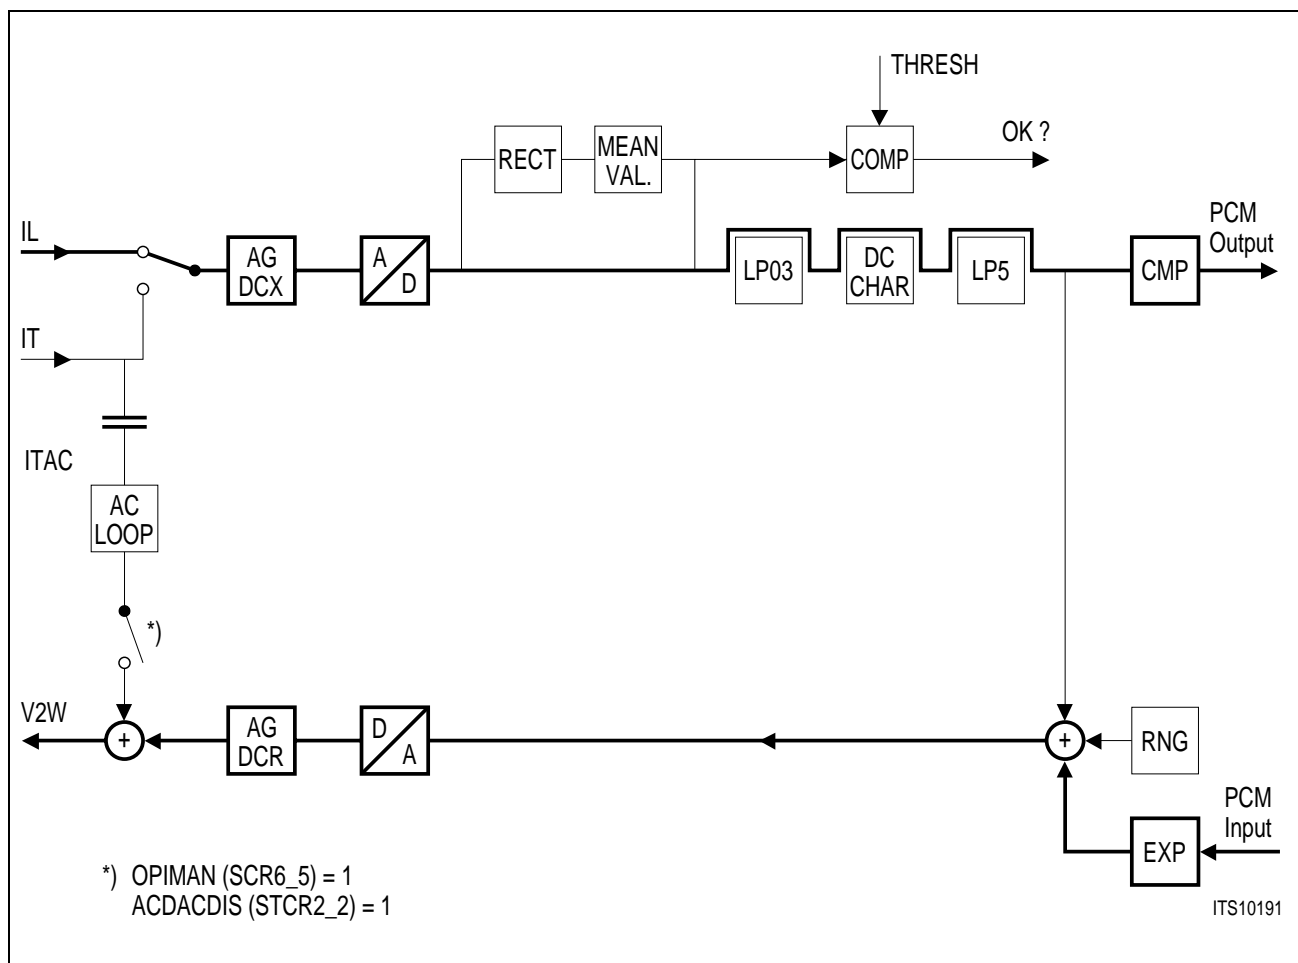 THRESH
OK ?
RECT
MEAN
VAL.
COMP
PCM
Output
IL
AG
DCX
A
D
LP03
DC
CHAR
LP5
CMP
IT
ITAC
AC
LOOP
*)
V2W
+
AG
DCR
D
A
+
RNG
PCM
Input
EXP
*) OPIMAN (SCR6_5) = 1
ACDACDIS (STCR2_2) = 1
ITS10191